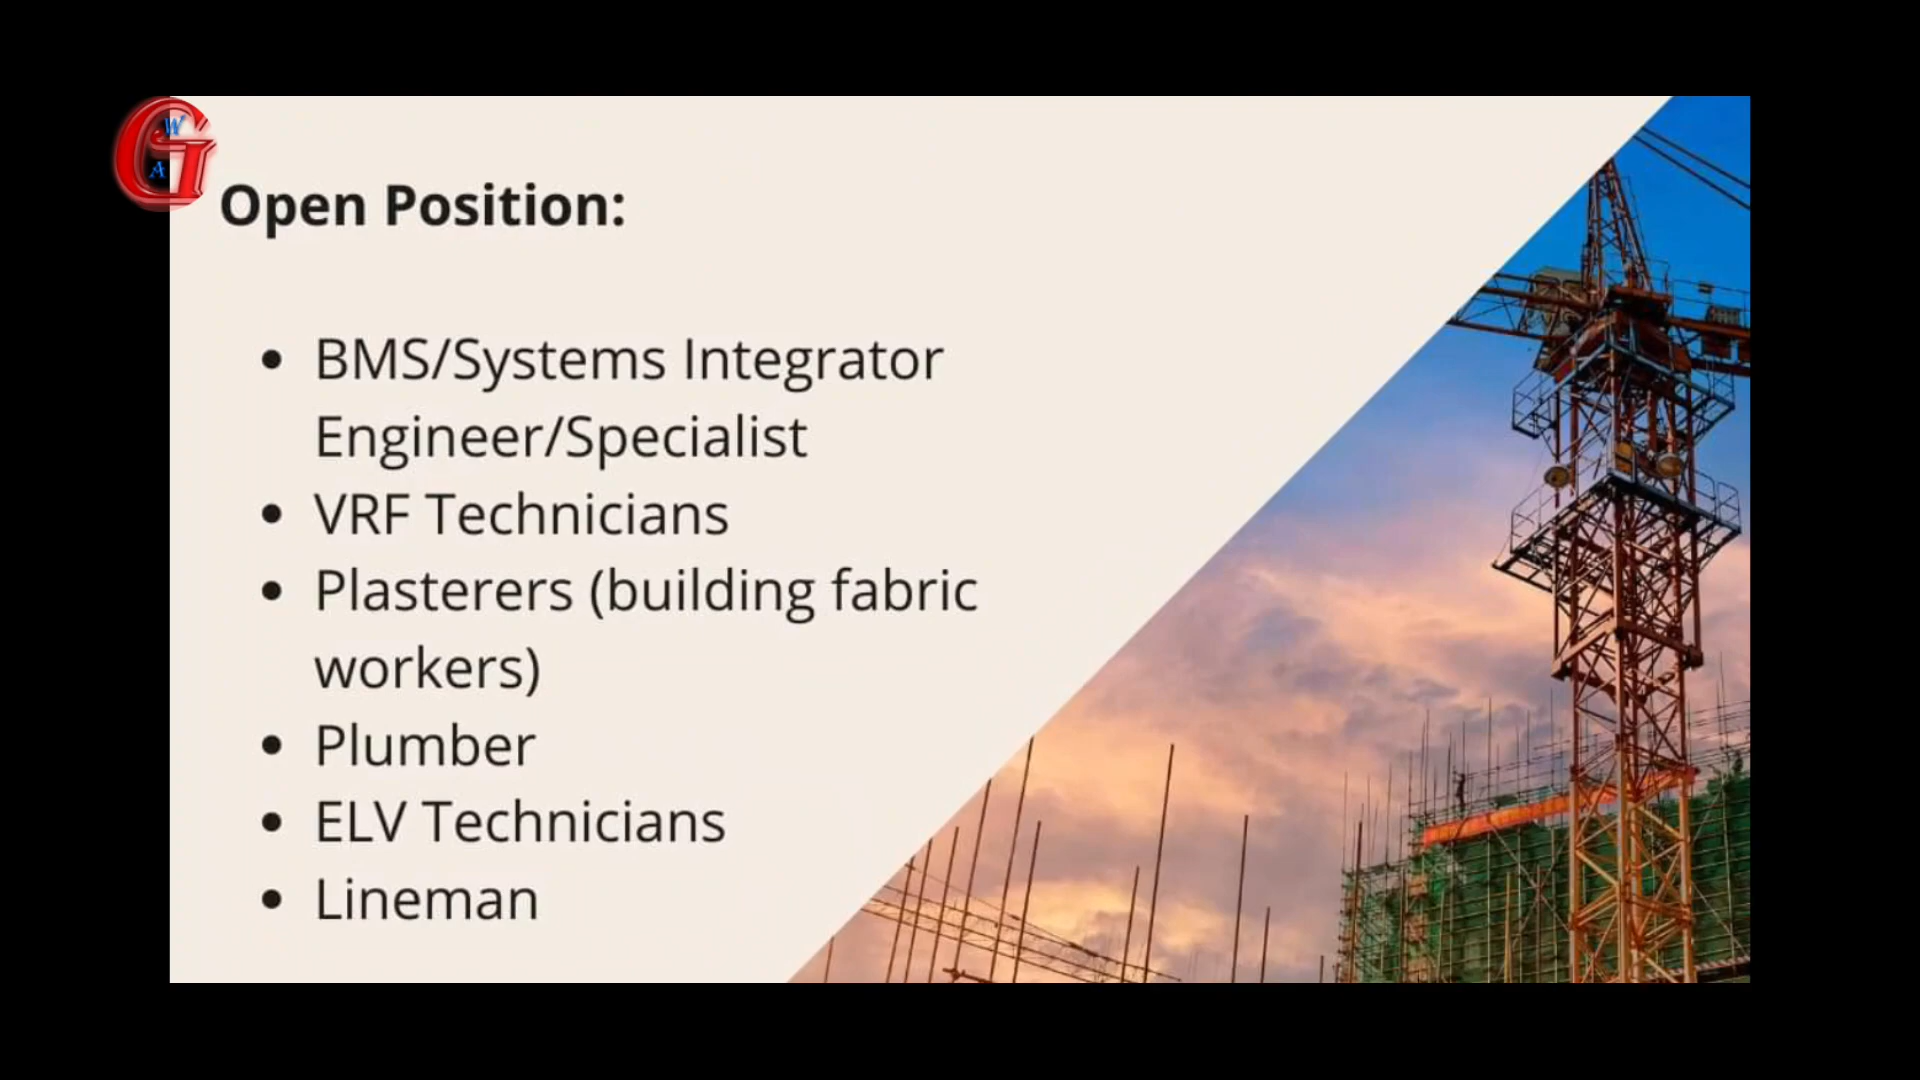 G
W
A
Open Position:
• BMS/Systems Integrator
Engineer/Specialist
• VRF Technicians
• Plasterers (building fabric
workers)
• Plumber
• ELV Technicians
• Lineman